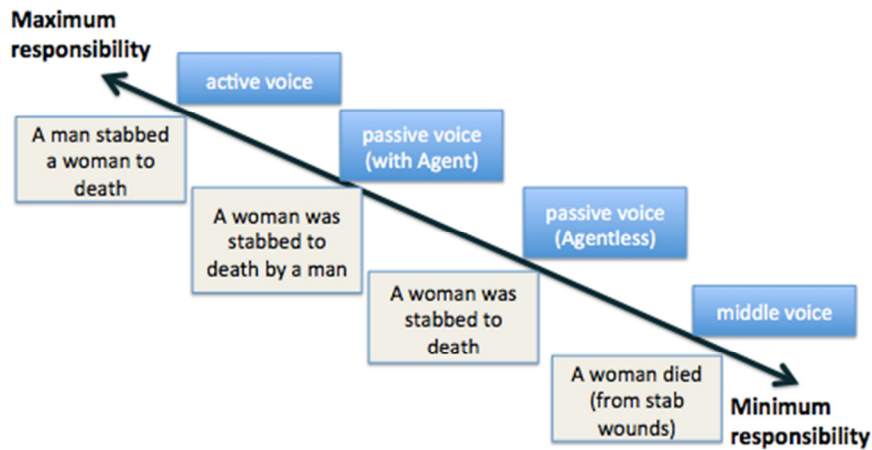 Maximum
responsibility
active voice
A man stabbed
a woman to
death
passive voice
(with Agent)
A woman was
stabbed to
death by a man
passive voice
(Agentless)
A woman was
stabbed to
death
middle voice
A woman died
(from stab
wounds)
Minimum
responsibility